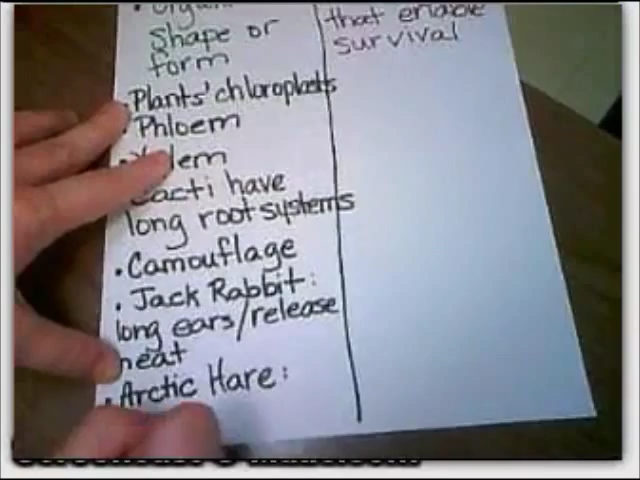 Shape or
form
• Plants' chloroplasts
• Phloem
Cacti have
long root systems
• Camouflage
• Jack Rabbit:
long ears/release
heat
• Arctic Hare:
that enable
survival